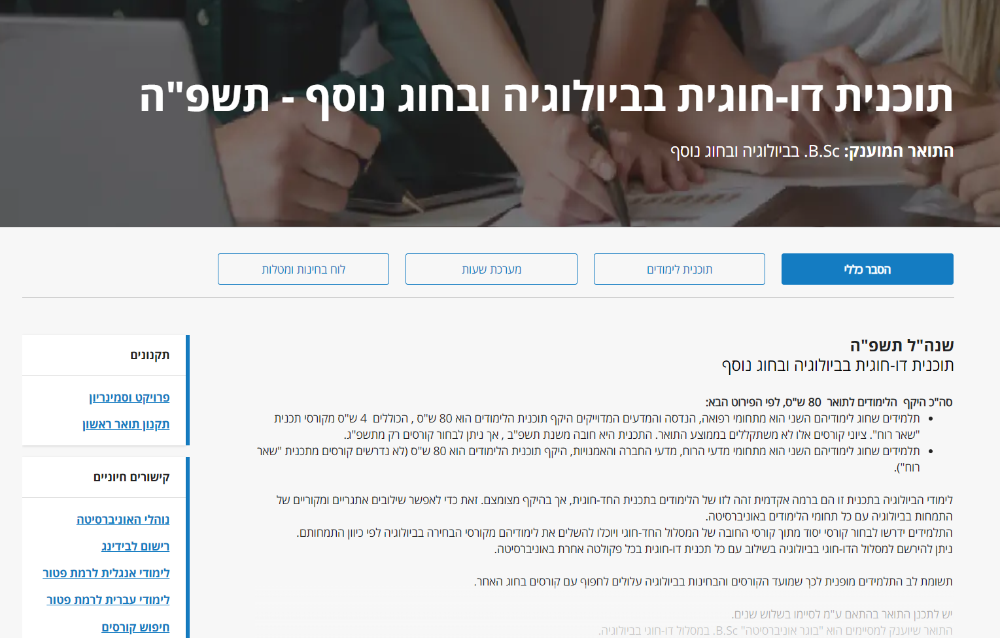 תוכנית דו-חוגית בביולוגיה ובחוג נוסף - תשפ"ה
התואר המוענק: B.Sc. בביולוגיה ובחוג נוסף
הסבר כללי
תוכנית לימודים
מערכת שעות
לוח בחינות ומטלות
שנה"ל תשפ"ה
תוכנית דו-חוגית בביולוגיה ובחוג נוסף
סה"כ היקף הלימודים לתואר 80 ש"ס, לפי הפירוט הבא:
• תלמידים שחוג לימודיהם השני הוא מתחומי רפואה, הנדסה והמדעים המדוייקים היקף תוכנית הלימודים הוא 80 ש"ס , הכוללים 4 ש"ס מקורסי תכנית
"שאר רוח". ציוני קורסים אלו לא משתקללים בממוצע התואר. התכנית היא חובה משנת תשפ"ב , אך ניתן לבחור קורסים רק מתשפ"ג.
• תלמידים שחוג לימודיהם השני הוא מתחומי מדעי הרוח, מדעי החברה והאמנויות, היקף תוכנית הלימודים הוא 80 ש"ס (לא נדרשים קורסים מתכנית "שאר
רוח").
לימודי הביולוגיה בתכנית זו הם ברמה אקדמית זהה לזו של הלימודים בתכנית החד-חוגית, אך בהיקף מצומצם. זאת כדי לאפשר שילובים אתגריים ומקוריים של
התמחות בביולוגיה עם כל תחומי הלימודים באוניברסיטה.
התלמידים ידרשו לבחור קורסי יסוד מתוך קורסי החובה של המסלול החד-חוגי ויוכלו להשלים את לימודיהם מקורסי הבחירה בביולוגיה לפי כיוון התמחותם.
ניתן להירשם למסלול הדו-חוגי בביולוגיה בשילוב עם כל תכנית דו-חוגית בכל פקולטה אחרת באוניברסיטה.
תשומת לב התלמידים מופנית לכך שמועד הקורסים והבחינות בביולוגיה עלולים לחפוף עם קורסים בחוג האחר.
יש לתכנן התואר בהתאם ע"מ לסיימו בשלוש שנים.
התואר שיוענק למסיימים הוא "בוגר אוניברסיטה" B.Sc. במסלול דו-חוגי בביולוגיה.
תקנונים
פרויקט וסמינריון
תקנון תואר ראשון
קישורים חיוניים
נוהלי האוניברסיטה
רישום לבידינג
לימודי אנגלית לרמת פטור
לימודי עברית לרמת פטור
חיפוש קורסים